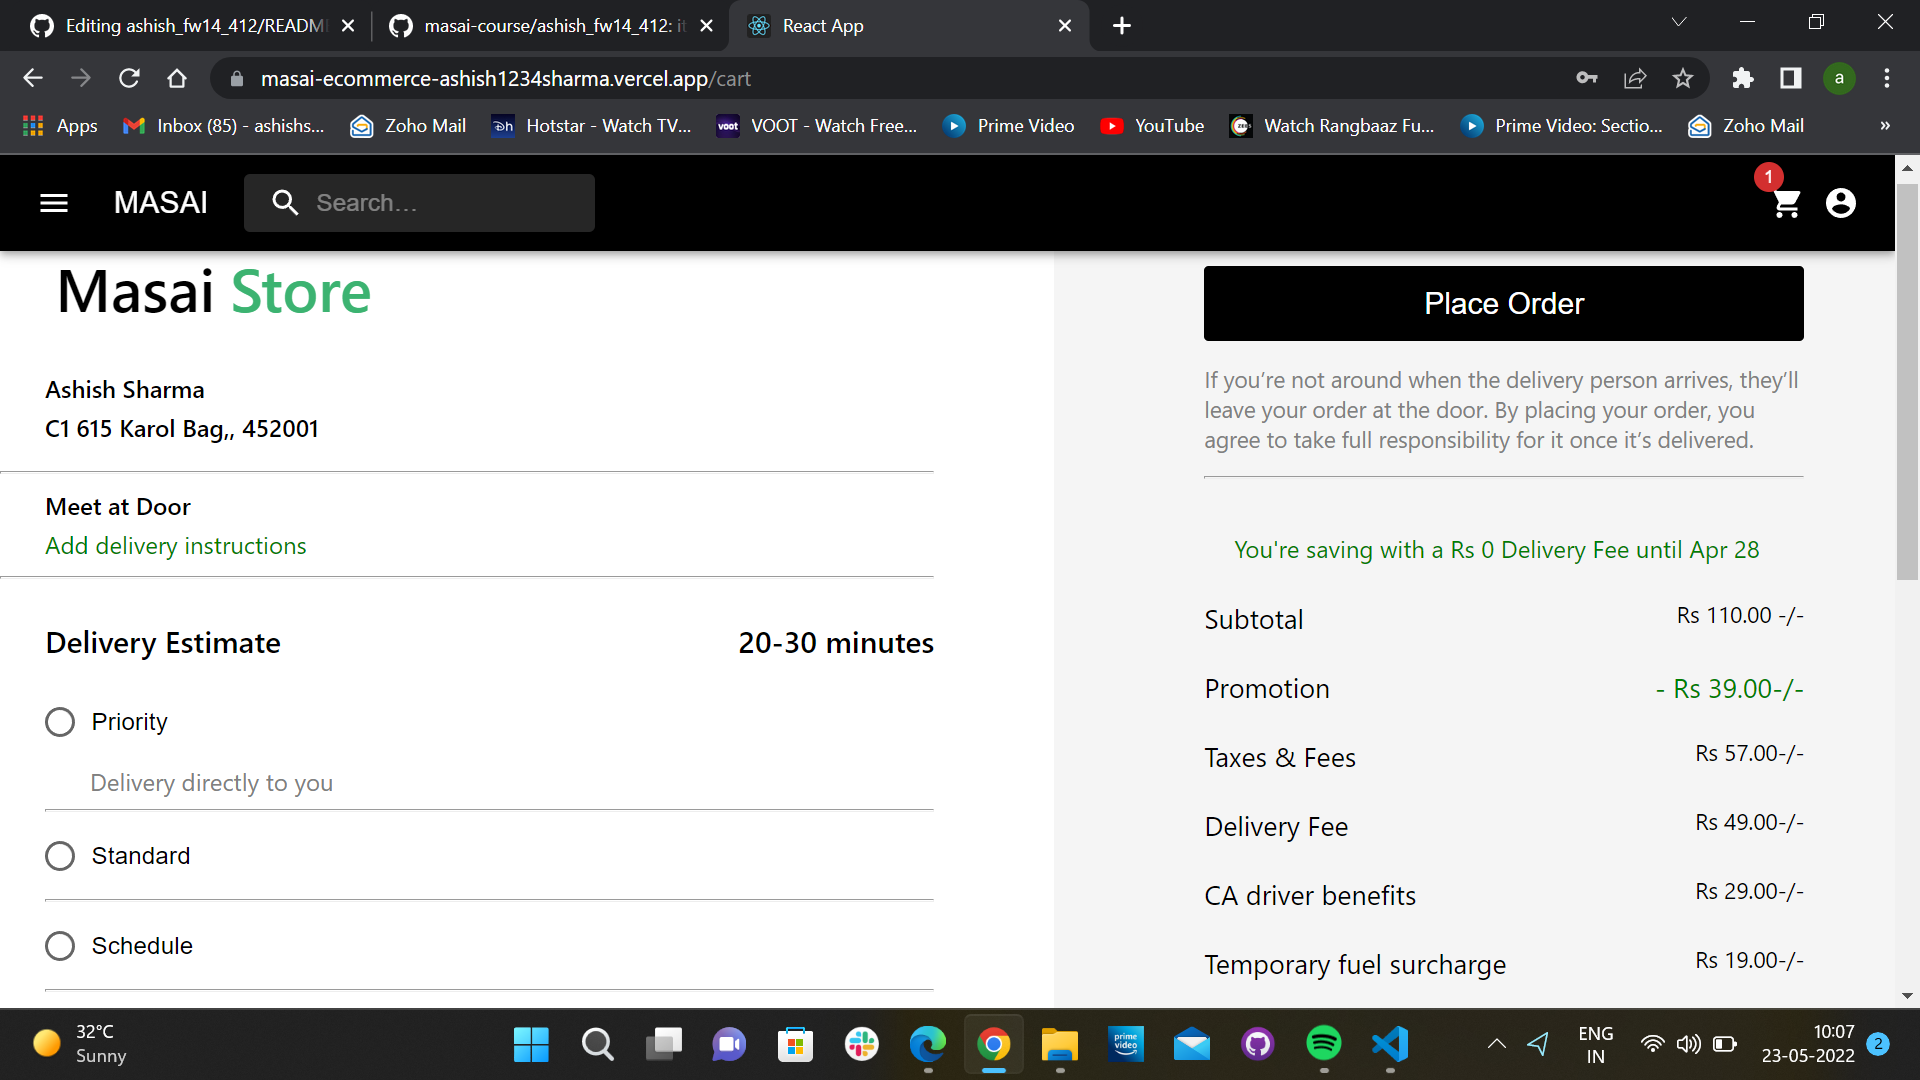 Editing ashish_fw14_412/READM
masai-course/ashish_fw14_412: it
React App
masai-ecommerce-ashish1234sharma.vercel.app/cart
a
Apps
Inbox (85) - ashishs...
Zoho Mail
Hotstar - Watch TV...
VOOT - Watch Free...
Prime Video
YouTube
Watch Rangbaaz Fu...
Prime Video: Sectio...
Zoho Mail
»
MASAI
Search...
1
Masai Store
Ashish Sharma
C1 615 Karol Bag,, 452001
Meet at Door
Add delivery instructions
Delivery Estimate
20-30 minutes
Priority
Delivery directly to you
Standard
Schedule
Place Order
If you’re not around when the delivery person arrives, they’ll
leave your order at the door. By placing your order, you
agree to take full responsibility for it once it’s delivered.
You're saving with a Rs 0 Delivery Fee until Apr 28
Subtotal Rs 110.00 -/-
Promotion - Rs 39.00-/-
Taxes & Fees Rs 57.00-/-
Delivery Fee Rs 49.00-/-
CA driver benefits Rs 29.00-/-
Temporary fuel surcharge Rs 19.00-/-
32°C
Sunny
prime
video
ENG
IN
10:07
23-05-2022
2